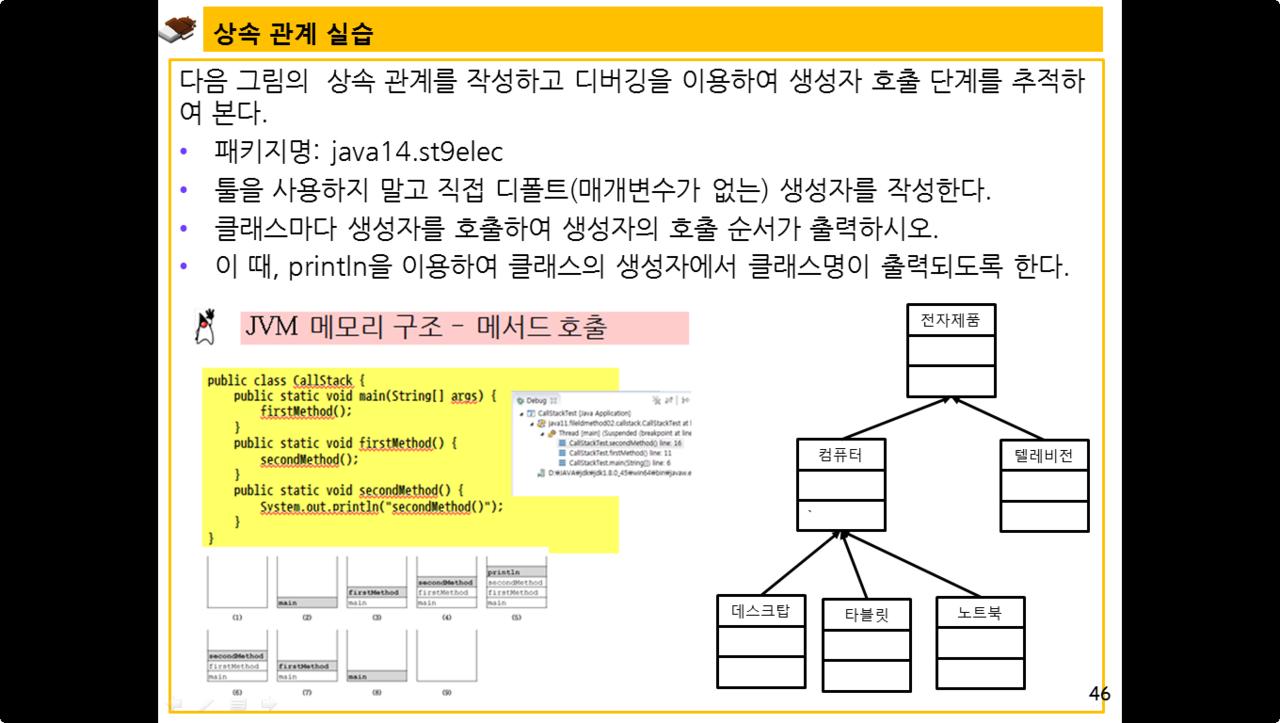 상속 관계 실습
다음 그림의 상속 관계를 작성하고 디버깅을 이용하여 생성자 호출 단계를 추적하
여 본다.
• 패키지명: java14.st9elec
• 툴을 사용하지 말고 직접 디폴트(매개변수가 없는) 생성자를 작성한다.
• 클래스마다 생성자를 호출하여 생성자의 호출 순서가 출력하시오.
• 이 때, println을 이용하여 클래스의 생성자에서 클래스명이 출력되도록 한다.
JVM 메모리 구조 - 메서드 호출
public class CallStack {
public static void main(String[] args) {
firstMethod();
}
public static void firstMethod() {
secondMethod();
}
public static void secondMethod() {
System.out.println("secondMethod()");
}
}
Debug
CallStackTest [Java Application]
java11.fileldmethod02.callstack.CallStackTest at
Thread [main] (Suspended (breakpoint at line
CallStackTest.secondMethod() line: 16
CallStackTest.firstMethod() line: 11
CallStackTest.main(String[]) line: 6
D:₩JAVA₩jdk₩jdk1.8.0_45₩win64₩bin₩javaw.e
main
firstMethod
main
secondMethod
firstMethod
main
println
secondMethod
firstMethod
main
(1) (2) (3) (4) (5)
secondMethod
firstMethod
main
firstMethod
main
main
(6) (7) (8) (9)
전자제품
컴퓨터
`
텔레비전
데스크탑
타블릿
노트북
46